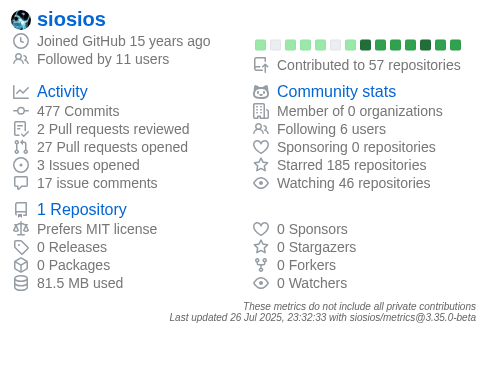 siosios
Joined GitHub 15 years ago
Followed by 11 users
Contributed to 57 repositories
Activity
477 Commits
2 Pull requests reviewed
27 Pull requests opened
3 Issues opened
17 issue comments
Community stats
Member of 0 organizations
Following 6 users
Sponsoring 0 repositories
Starred 185 repositories
Watching 46 repositories
1 Repository
Prefers MIT license
0 Releases
0 Packages
81.5 MB used
0 Sponsors
0 Stargazers
0 Forkers
0 Watchers
These metrics do not include all private contributions
Last updated 26 Jul 2025, 23:32:33 with siosios/metrics@3.35.0-beta